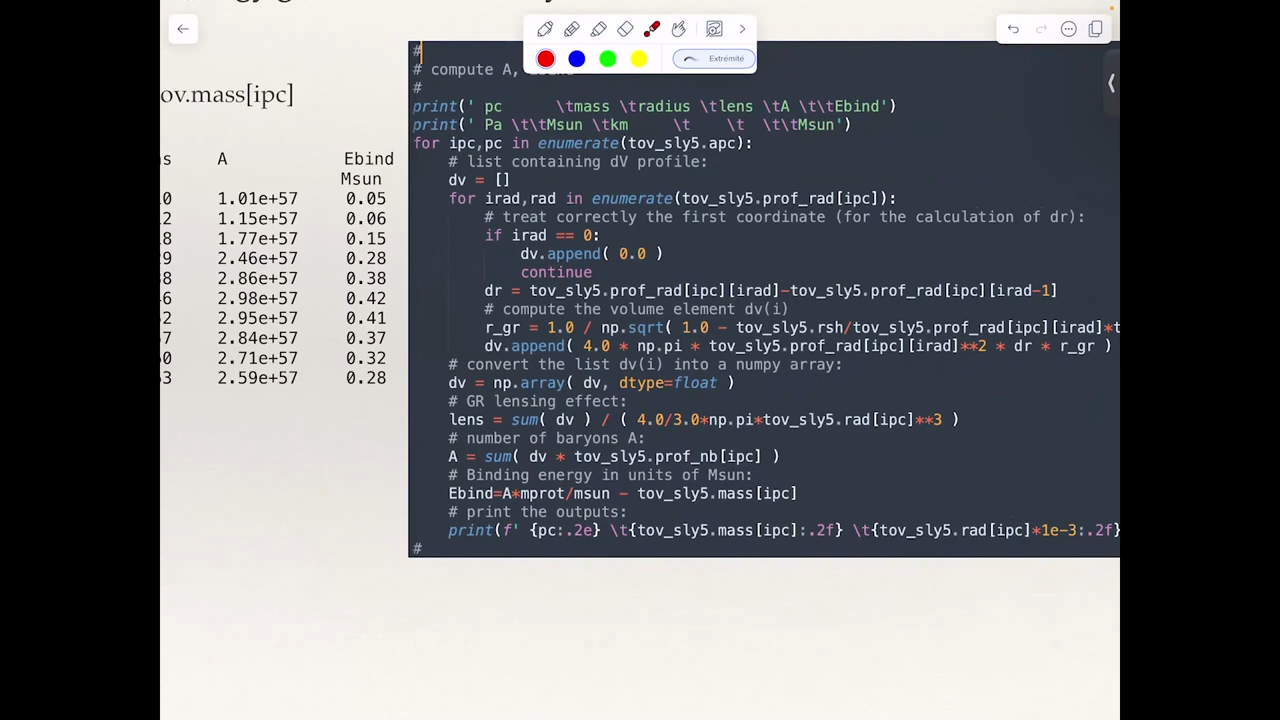 Extrémité
ov.mass[ipc]
s A Ebind
Msun
0 1.01e+57 0.05
2 1.15e+57 0.06
8 1.77e+57 0.15
9 2.46e+57 0.28
8 2.86e+57 0.38
6 2.98e+57 0.42
2 2.95e+57 0.41
7 2.84e+57 0.37
0 2.71e+57 0.32
3 2.59e+57 0.28
#
# compute A,
#
print(' pc      \tmass \tradius \tlens \tA \t\tEbind')
print(' Pa \t\tMsun \tkm     \t    \t  \t\tMsun')
for ipc,pc in enumerate(tov_sly5.apc):
    # list containing dV profile:
    dv = []
    for irad,rad in enumerate(tov_sly5.prof_rad[ipc]):
        # treat correctly the first coordinate (for the calculation of dr):
        if irad == 0:
            dv.append( 0.0 )
            continue
        dr = tov_sly5.prof_rad[ipc][irad]-tov_sly5.prof_rad[ipc][irad-1]
        # compute the volume element dv(i)
        r_gr = 1.0 / np.sqrt( 1.0 - tov_sly5.rsh/tov_sly5.prof_rad[ipc][irad]*t
        dv.append( 4.0 * np.pi * tov_sly5.prof_rad[ipc][irad]**2 * dr * r_gr )
    # convert the list dv(i) into a numpy array:
    dv = np.array( dv, dtype=float )
    # GR lensing effect:
    lens = sum( dv ) / ( 4.0/3.0*np.pi*tov_sly5.rad[ipc]**3 )
    # number of baryons A:
    A = sum( dv * tov_sly5.prof_nb[ipc] )
    # Binding energy in units of Msun:
    Ebind=A*mprot/msun - tov_sly5.mass[ipc]
    # print the outputs:
    print(f' {pc:.2e} \t{tov_sly5.mass[ipc]:.2f} \t{tov_sly5.rad[ipc]*1e-3:.2f}
#